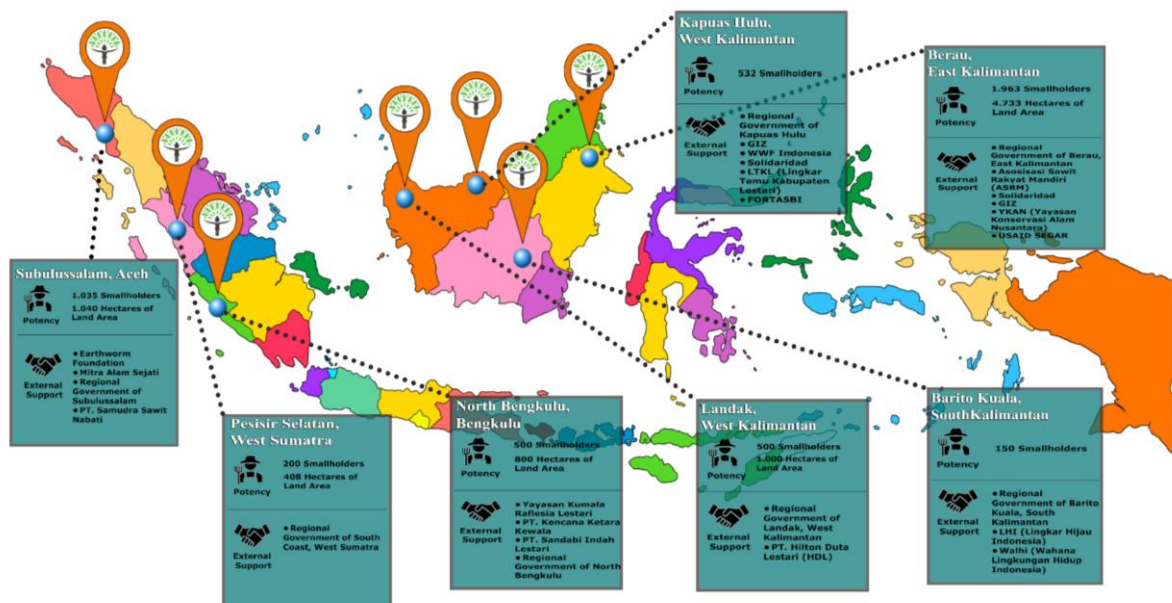 Kapuas Hulu,
West Kalimantan
Potency
532 Smallholders
External
Support
● Regional
Government of
Kapuas Hulu
● GIZ
● WWF Indonesia
● Solidaridad
● LTKL (Lingkar
Temu Kabupaten
Lestari)
● FORTASBI
Berau,
East Kalimantan
Potency
1.963 Smallholders
4.733 Hectares of
Land Area
External
Support
● Regional
Government of Berau,
East Kalimantan
● Asosisasi Sawit
Rakyat Mandiri (ASRM)
● Solidaridad
● GIZ
● YKAN (Yayasan
Konservasi Alam
Nusantara)
● USAID SEGAR
Subulussalam, Aceh
Potency
1.035 Smallholders
1.040 Hectares of
Land Area
External
Support
● Earthworm
Foundation
● Mitra Alam Sejati
● Regional
Government of
Subulussalam
● PT. Samudra Sawit
Nabati
Pesisir Selatan,
West Sumatra
Potency
200 Smallholders
408 Hectares of
Land Area
External
Support
● Regional
Government of South
Coast, West Sumatra
North Bengkulu,
Bengkulu
Potency
500 Smallholders
800 Hectares of
Land Area
External
Support
● Yayasan Kumala
Raflesia Lestari
● PT. Kencana Ketara
Kewala
● PT. Sandabi Indah
Lestari
● Regional
Government of North
Bengkulu
Landak,
West Kalimantan
Potency
500 Smallholders
1.000 Hectares of
Land Area
External
Support
● Regional
Government of
Landak, West
Kalimantan
● PT. Hilton Duta
Lestari (HDL)
Barito Kuala,
SouthKalimantan
Potency
150 Smallholders
External
Support
● Regional
Government of Barito
Kuala, South
Kalimantan
● LHI (Lingkar Hijau
Indonesia)
● Walhi (Wahana
Lingkungan Hidup
Indonesia)